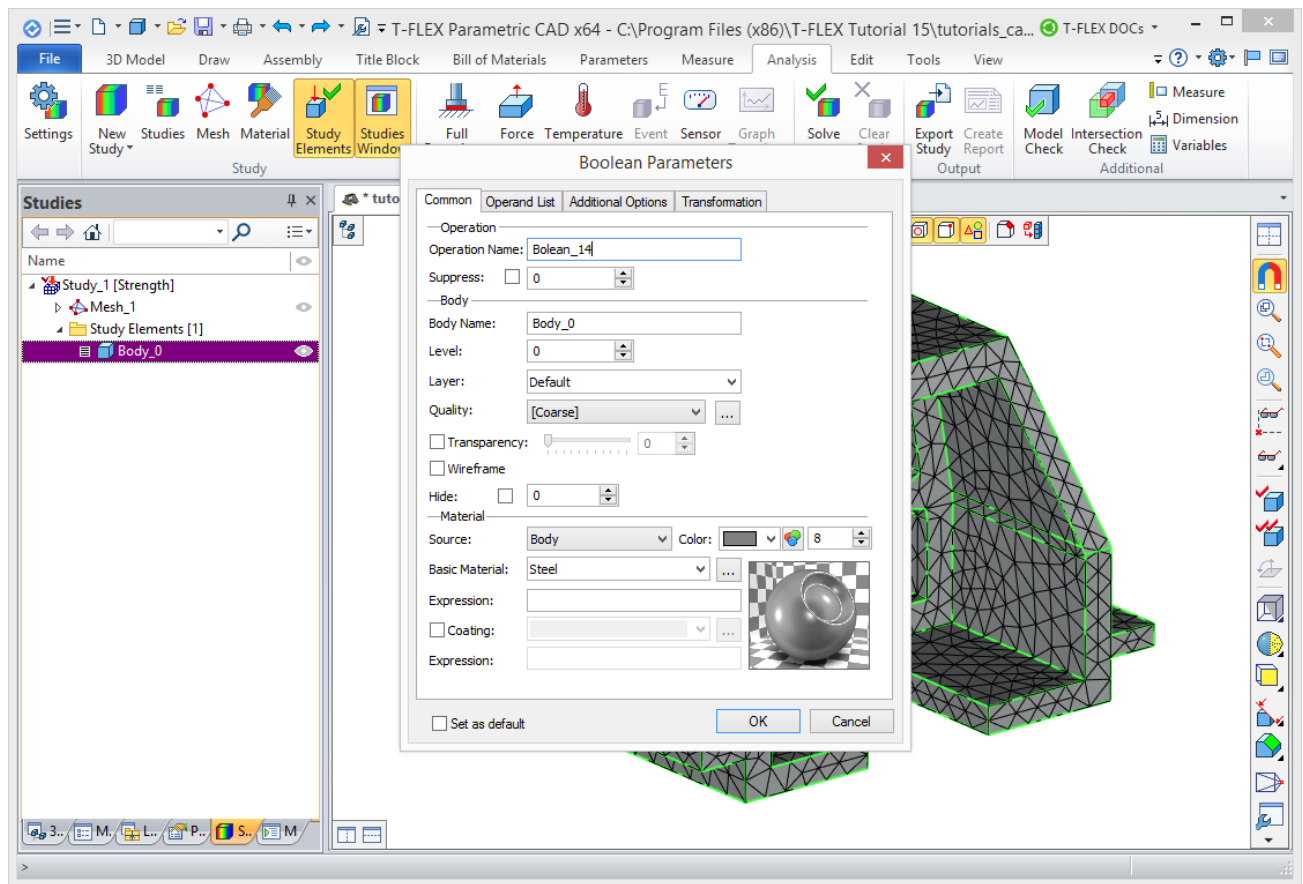 T-FLEX Parametric CAD x64 - C:\Program Files (x86)\T-FLEX Tutorial 15\tutorials_ca... T-FLEX DOCs
File 3D Model Draw Assembly Title Block Bill of Materials Parameters Measure Analysis Edit Tools View
Settings New Study Studies Mesh Material Study Elements Studies Window Full Force Temperature Event Sensor Graph Solve Clear Export Study Create Report Model Check Intersection Check Measure Dimension Variables
Study Output Additional
Boolean Parameters
Studies
* tuto
Common Operand List Additional Options Transformation
Operation
Operation Name: Bolean_14
Suppress: 0
Body
Body Name: Body_0
Level: 0
Layer: Default
Quality: [Coarse] ...
Transparency: 0
Wireframe
Hide: 0
Material
Source: Body Color: 8
Basic Material: Steel ...
Expression:
Coating: ...
Expression:
Set as default OK Cancel
Name
Study_1 [Strength]
Mesh_1
Study Elements [1]
Body_0
3.. M. L.. P.. S.. M
>